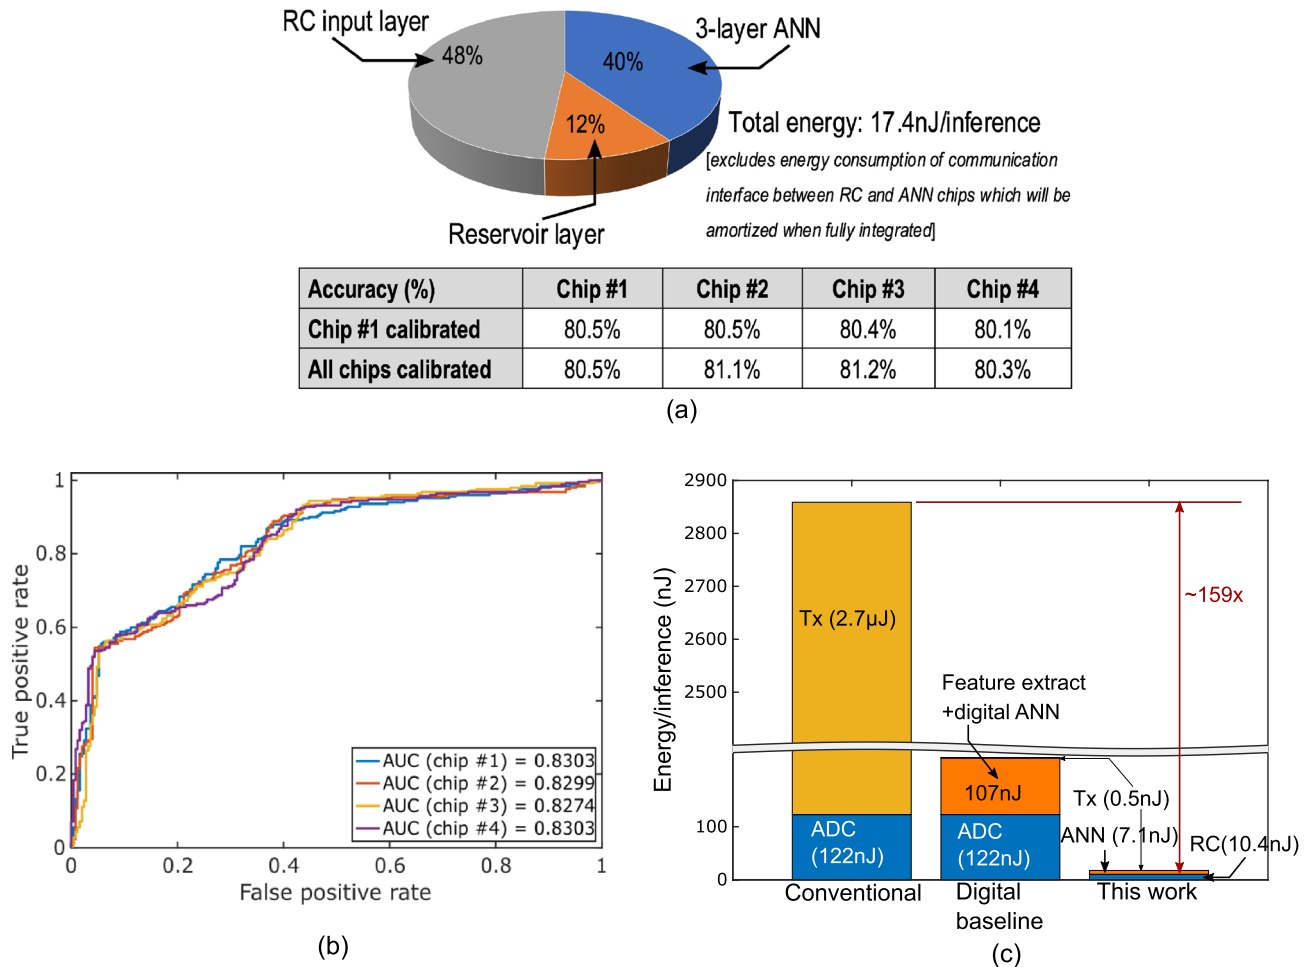 RC input layer
48%
40%
3-layer ANN
12%
Total energy: 17.4nJ/inference
[excludes energy consumption of communication
interface between RC and ANN chips which will be
amortized when fully integrated]
Reservoir layer
Accuracy (%) Chip #1 Chip #2 Chip #3 Chip #4
Chip #1 calibrated 80.5% 80.5% 80.4% 80.1%
All chips calibrated 80.5% 81.1% 81.2% 80.3%
(a)
True positive rate
1
0.8
0.6
0.4
0.2
0
0 0.2 0.4 0.6 0.8 1
False positive rate
AUC (chip #1) = 0.8303
AUC (chip #2) = 0.8299
AUC (chip #3) = 0.8274
AUC (chip #4) = 0.8303
(b)
Energy/inference (nJ)
2900
2800
2700
2600
2500
100
0
Tx (2.7µJ)
ADC
(122nJ)
Feature extract
+digital ANN
107nJ
ADC
(122nJ)
~159x
Tx (0.5nJ)
ANN (7.1nJ)
RC(10.4nJ)
Conventional
Digital
baseline
This work
(c)